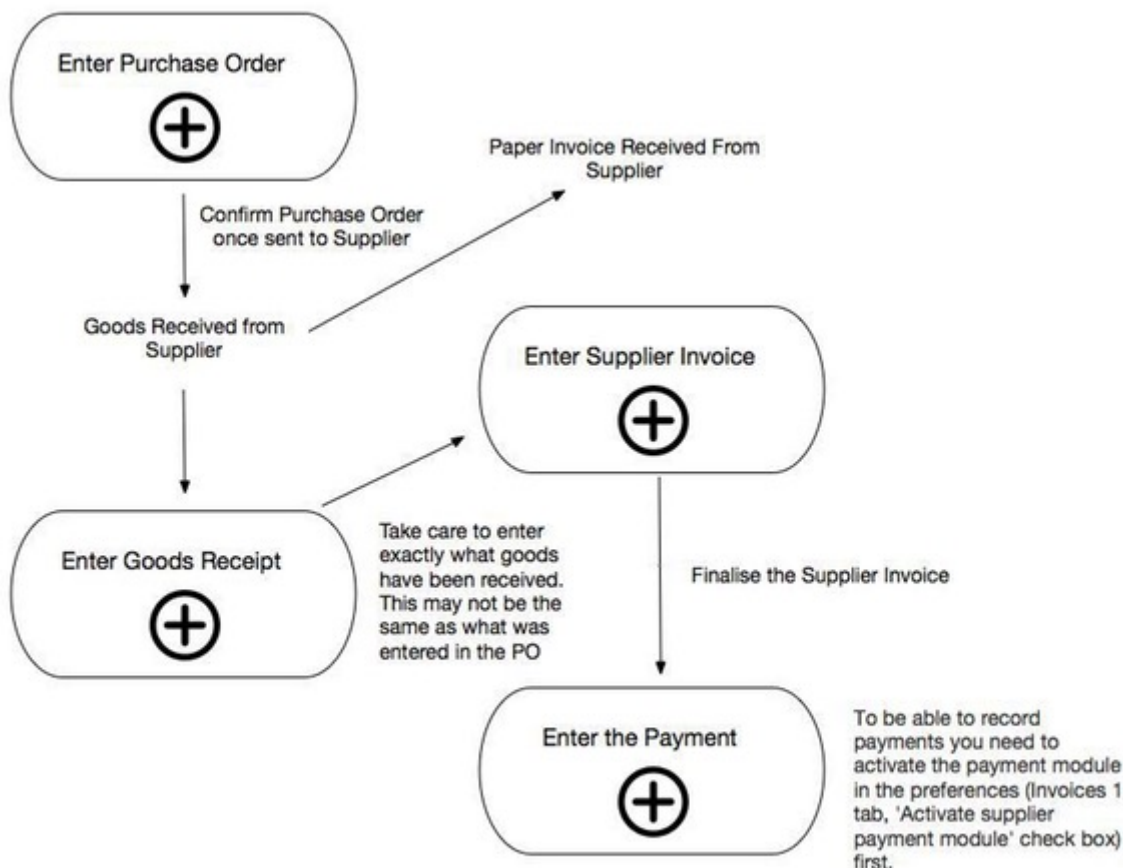 Enter Purchase Order
Paper Invoice Received From
Supplier
Confirm Purchase Order
once sent to Supplier
Goods Received from
Supplier
Enter Supplier Invoice
Enter Goods Receipt
Take care to enter
exactly what goods
have been received.
This may not be the
same as what was
entered in the PO
Finalise the Supplier Invoice
Enter the Payment
To be able to record
payments you need to
activate the payment module
in the preferences (Invoices 1
tab, 'Activate supplier
payment module' check box)
first.